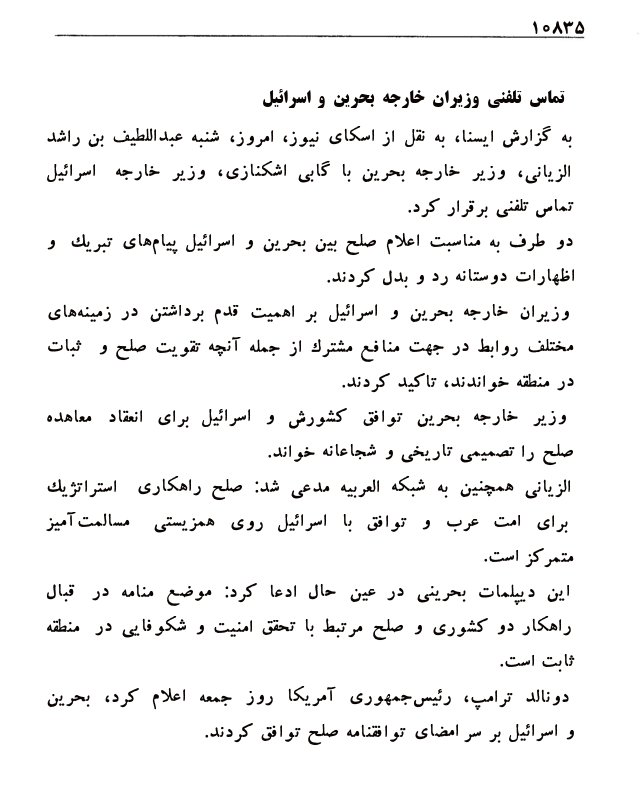 ۱۰۸۳۵
تماس تلفنی وزیران خارجه بحرین و اسرائیل
به گزارش ایسنا، به نقل از اسکای نیوز، امروز، شنبه عبداللطیف بن راشد
الزیانی، وزیر خارجه بحرین با گابی اشکنازی، وزیر خارجه اسرائیل
تماس تلفنی برقرار کرد.
دو طرف به مناسبت اعلام صلح بین بحرین و اسرائیل پیام‌های تبریك و
اظهارات دوستانه رد و بدل کردند.
وزیران خارجه بحرین و اسرائیل بر اهمیت قدم برداشتن در زمینه‌های
مختلف روابط در جهت منافع مشترك از جمله آنچه تقویت صلح و ثبات
در منطقه خواندند، تاکید کردند.
وزیر خارجه بحرین توافق کشورش و اسرائیل برای انعقاد معاهده
صلح را تصمیمی تاریخی و شجاعانه خواند.
الزیانی همچنین به شبکه العربیه مدعی شد: صلح راهکاری استراتژیك
برای امت عرب و توافق با اسرائیل روی همزیستی مسالمت‌آمیز
متمرکز است.
این دیپلمات بحرینی در عین حال ادعا کرد: موضع منامه در قبال
راهکار دو کشوری و صلح مرتبط با تحقق امنیت و شکوفایی در منطقه
ثابت است.
دونالد ترامپ، رئیس‌جمهوری آمریکا روز جمعه اعلام کرد، بحرین
و اسرائیل بر سر امضای توافقنامه صلح توافق کردند.